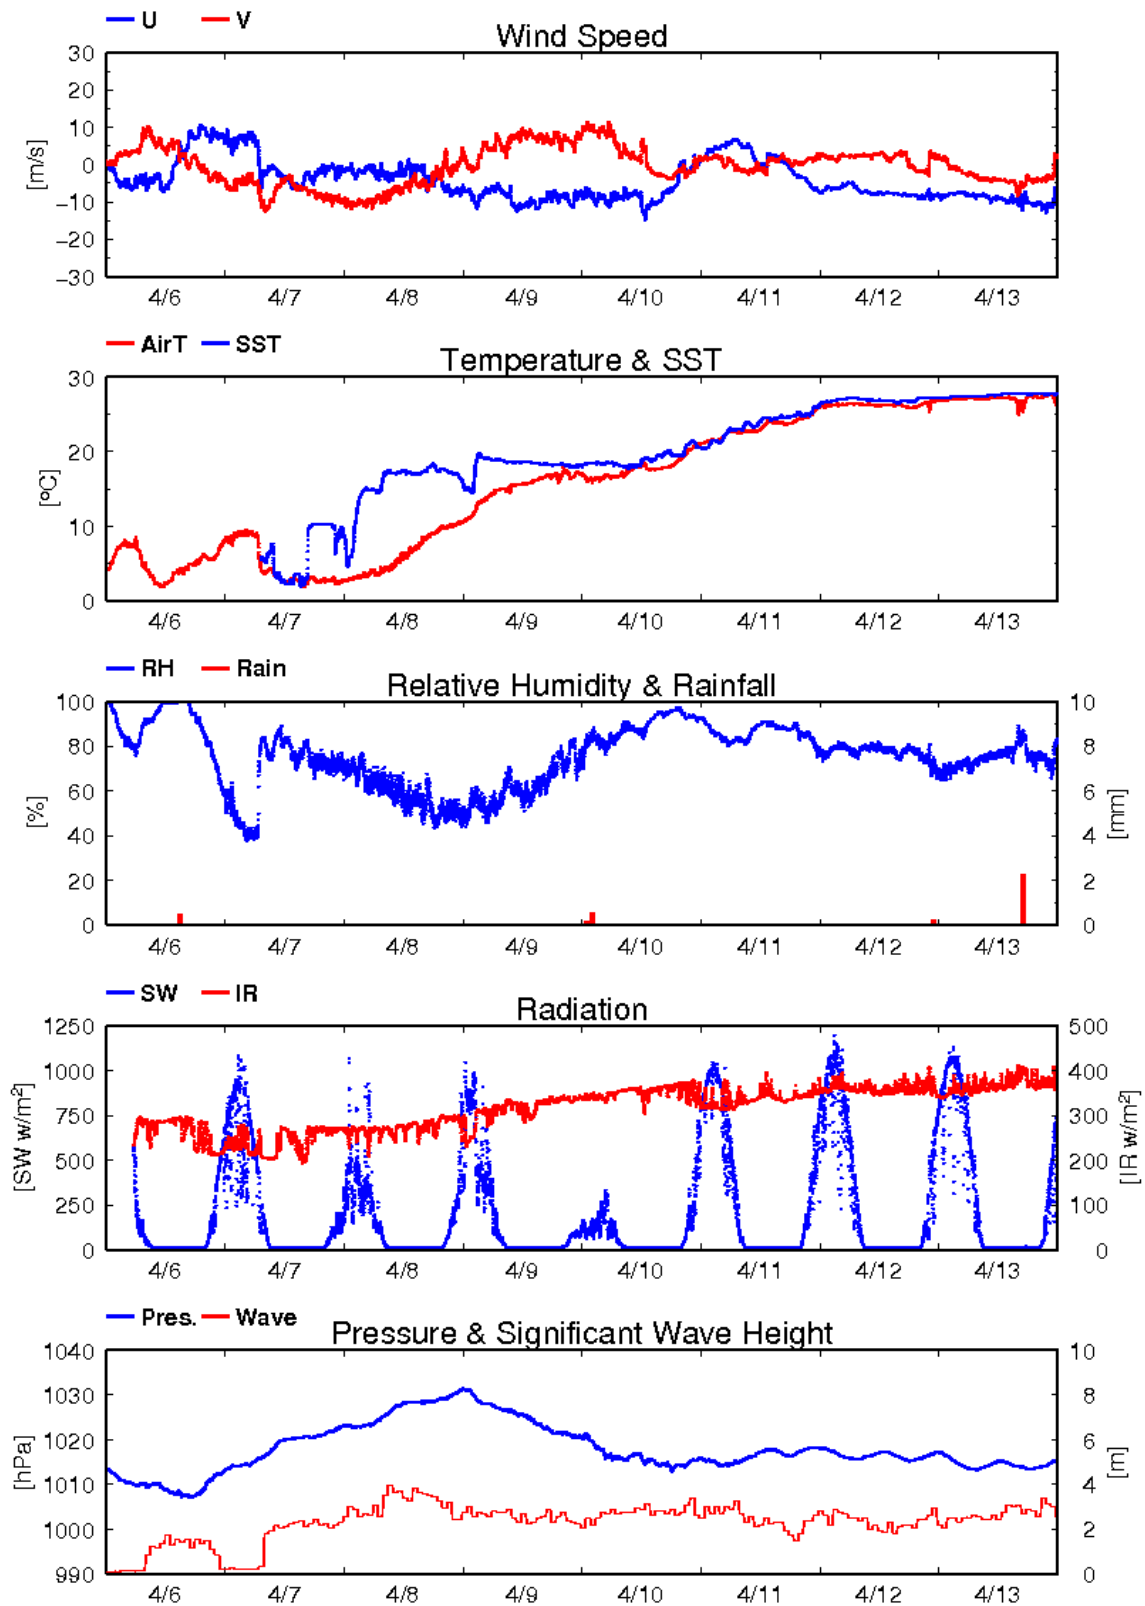 U V
Wind Speed
30
20
10
0
-10
-20
-30
[m/s]
4/6 4/7 4/8 4/9 4/10 4/11 4/12 4/13
AirT SST
Temperature & SST
30
20
10
0
[ºC]
4/6 4/7 4/8 4/9 4/10 4/11 4/12 4/13
RH Rain
Relative Humidity & Rainfall
100 10
80 8
60 6
40 4
20 2
0 0
[%] [mm]
4/6 4/7 4/8 4/9 4/10 4/11 4/12 4/13
SW IR
Radiation
1250 500
1000 400
750 300
500 200
250 100
0 0
[SW w/m²] [IR w/m²]
4/6 4/7 4/8 4/9 4/10 4/11 4/12 4/13
Pres. Wave
Pressure & Significant Wave Height
1040 10
1030 8
1020 6
1010 4
1000 2
990 0
[hPa] [m]
4/6 4/7 4/8 4/9 4/10 4/11 4/12 4/13